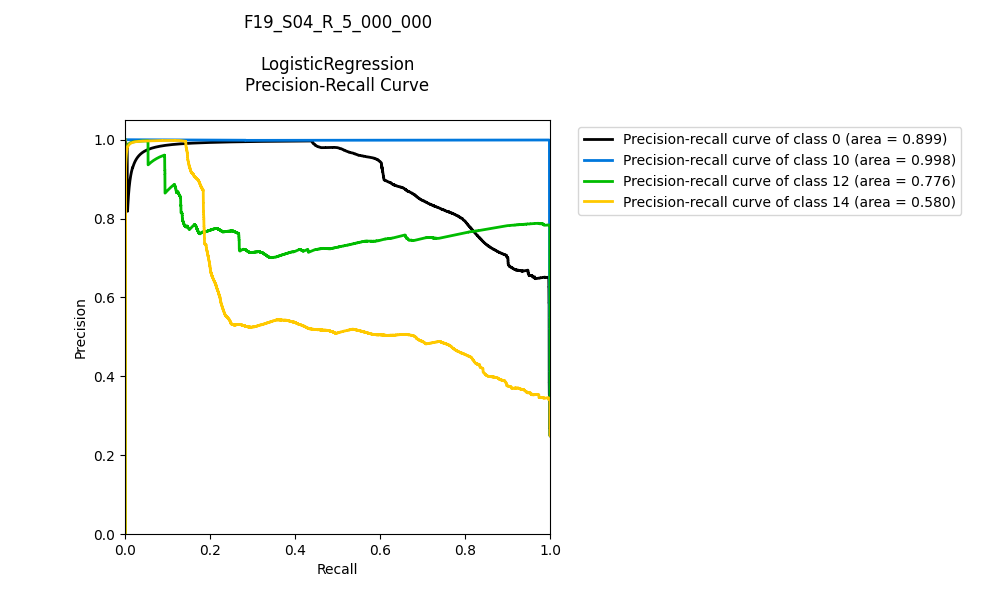 F19_S04_R_5_000_000
LogisticRegression
Precision-Recall Curve
Precision-recall curve of class 0 (area = 0.899)
Precision-recall curve of class 10 (area = 0.998)
Precision-recall curve of class 12 (area = 0.776)
Precision-recall curve of class 14 (area = 0.580)
1.0
0.8
0.6
0.4
0.2
0.0
Precision
0.0 0.2 0.4 0.6 0.8 1.0
Recall